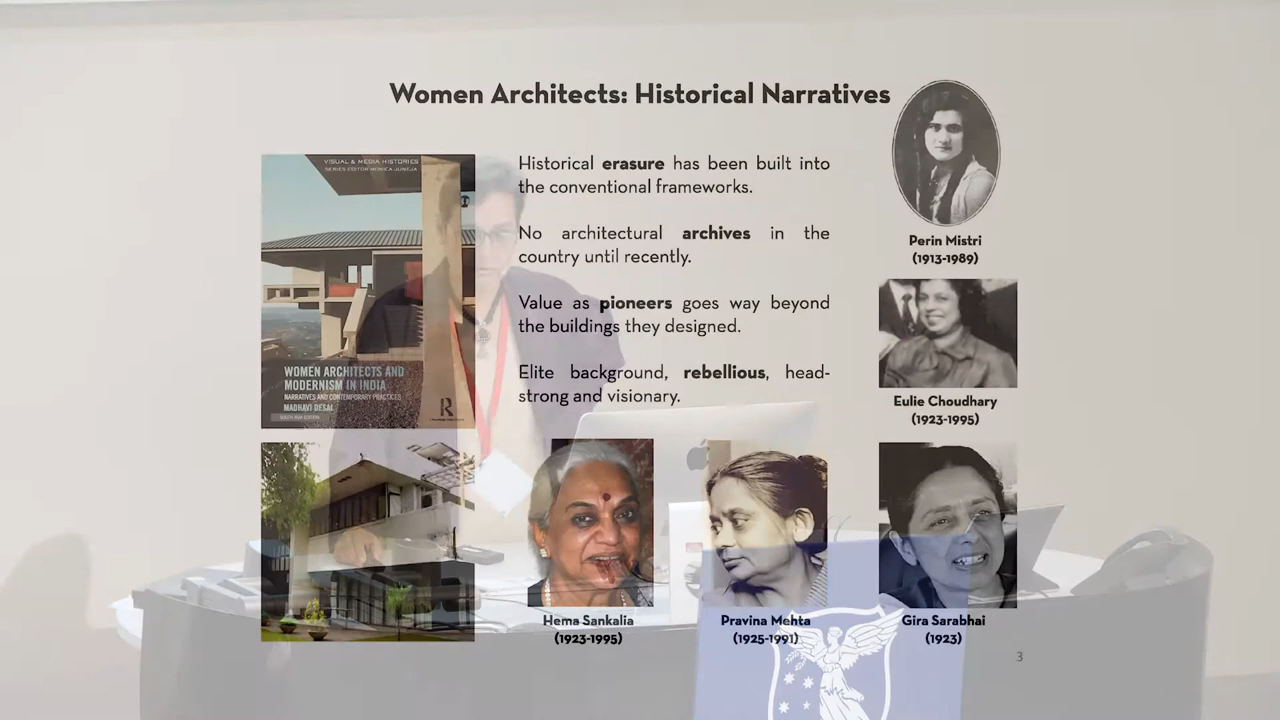 Women Architects: Historical Narratives
VISUAL & MEDIA HISTORIES
SERIES EDITOR MONICA JUNEJA
WOMEN ARCHITECTS AND
MODERNISM IN INDIA
NARRATIVES AND CONTEMPORARY PRACTICES
MADHAVI DESAI
SOUTH ASIA EDITION
R
Historical erasure has been built into
the conventional frameworks.
No architectural archives in the
country until recently.
Value as pioneers goes way beyond
the buildings they designed.
Elite background, rebellious, head-
strong and visionary.
Perin Mistri
(1913-1989)
Eulie Choudhary
(1923-1995)
Hema Sankalia
(1923-1995)
Pravina Mehta
(1925-1991)
Gira Sarabhai
(1923)
3